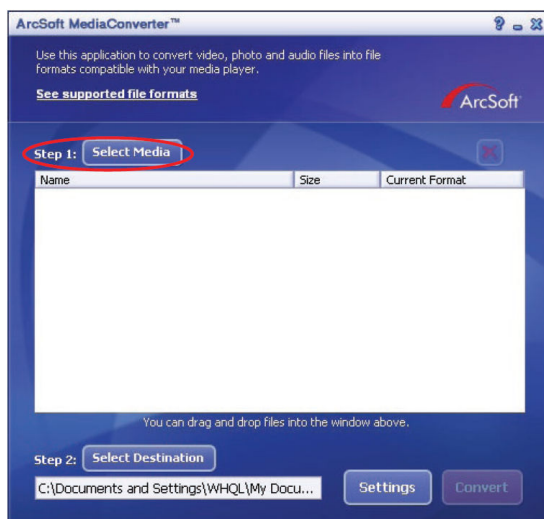 ArcSoft MediaConverter™
Use this application to convert video, photo and audio files into file
formats compatible with your media player.
See supported file formats
ArcSoft
Step 1: Select Media
Name Size Current Format
You can drag and drop files into the window above.
Step 2: Select Destination
C:\Documents and Settings\WHQL\My Docu...
Settings Convert